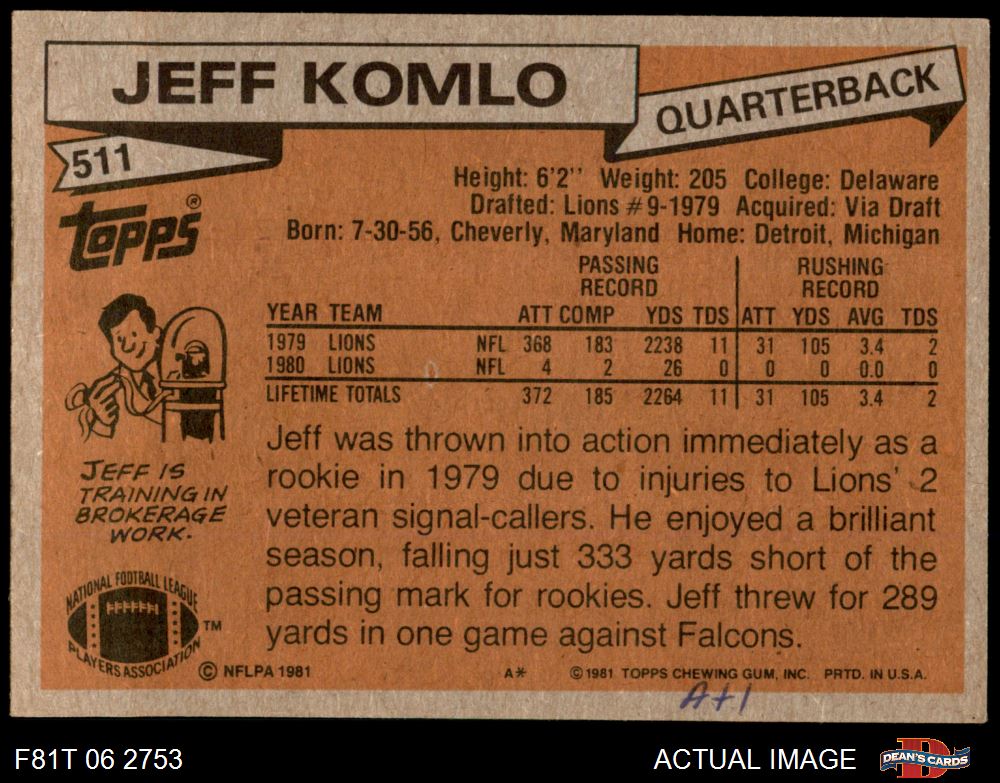 JEFF KOMLO
QUARTERBACK
511
TOPPS®
Height: 6'2'' Weight: 205 College: Delaware
Drafted: Lions #9-1979 Acquired: Via Draft
Born: 7-30-56, Cheverly, Maryland Home: Detroit, Michigan
PASSING RECORD RUSHING RECORD
YEAR TEAM ATT COMP YDS TDS ATT YDS AVG TDS
1979 LIONS NFL 368 183 2238 11 31 105 3.4 2
1980 LIONS NFL 4 2 26 0 0 0 0.0 0
LIFETIME TOTALS 372 185 2264 11 31 105 3.4 2
Jeff was thrown into action immediately as a
rookie in 1979 due to injuries to Lions' 2
veteran signal-callers. He enjoyed a brilliant
season, falling just 333 yards short of the
passing mark for rookies. Jeff threw for 289
yards in one game against Falcons.
JEFF IS
TRAINING IN
BROKERAGE
WORK.
NATIONAL FOOTBALL LEAGUE
PLAYERS ASSOCIATION
TM
© NFLPA 1981 A* ©1981 TOPPS CHEWING GUM, INC. PRTD. IN U.S.A.
A+1
F81T 06 2753 ACTUAL IMAGE DEAN'S CARDS